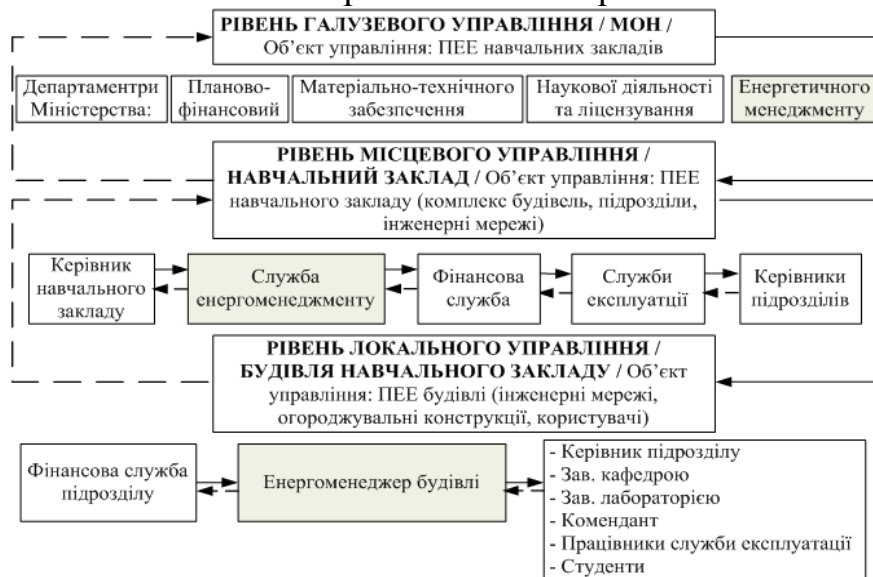 РІВЕНЬ ГАЛУЗЕВОГО УПРАВЛІННЯ / МОН /
Об’єкт управління: ПЕЕ навчальних закладів
Департаментри
Міністерства:
Планово-
фінансовий
Матеріально-технічного
забезпечення
Наукової діяльності
та ліцензування
Енергетичного
менеджменту
РІВЕНЬ МІСЦЕВОГО УПРАВЛІННЯ /
НАВЧАЛЬНИЙ ЗАКЛАД / Об’єкт управління: ПЕЕ
навчального закладу (комплекс будівель, підрозділи,
інженерні мережі)
Керівник
навчального
закладу
Служба
енергоменеджменту
Фінансова
служба
Служби
експлуатції
Керівники
підрозділів
РІВЕНЬ ЛОКАЛЬНОГО УПРАВЛІННЯ /
БУДІВЛЯ НАВЧАЛЬНОГО ЗАКЛАДУ / Об’єкт
управління: ПЕЕ будівлі (інженерні мережі,
огороджувальні конструкції, користувачі)
Фінансова служба
підрозділу
Енергоменеджер будівлі
- Керівник підрозділу
- Зав. кафедрою
- Зав. лабораторією
- Комендант
- Працівники служби експлуатації
- Студенти